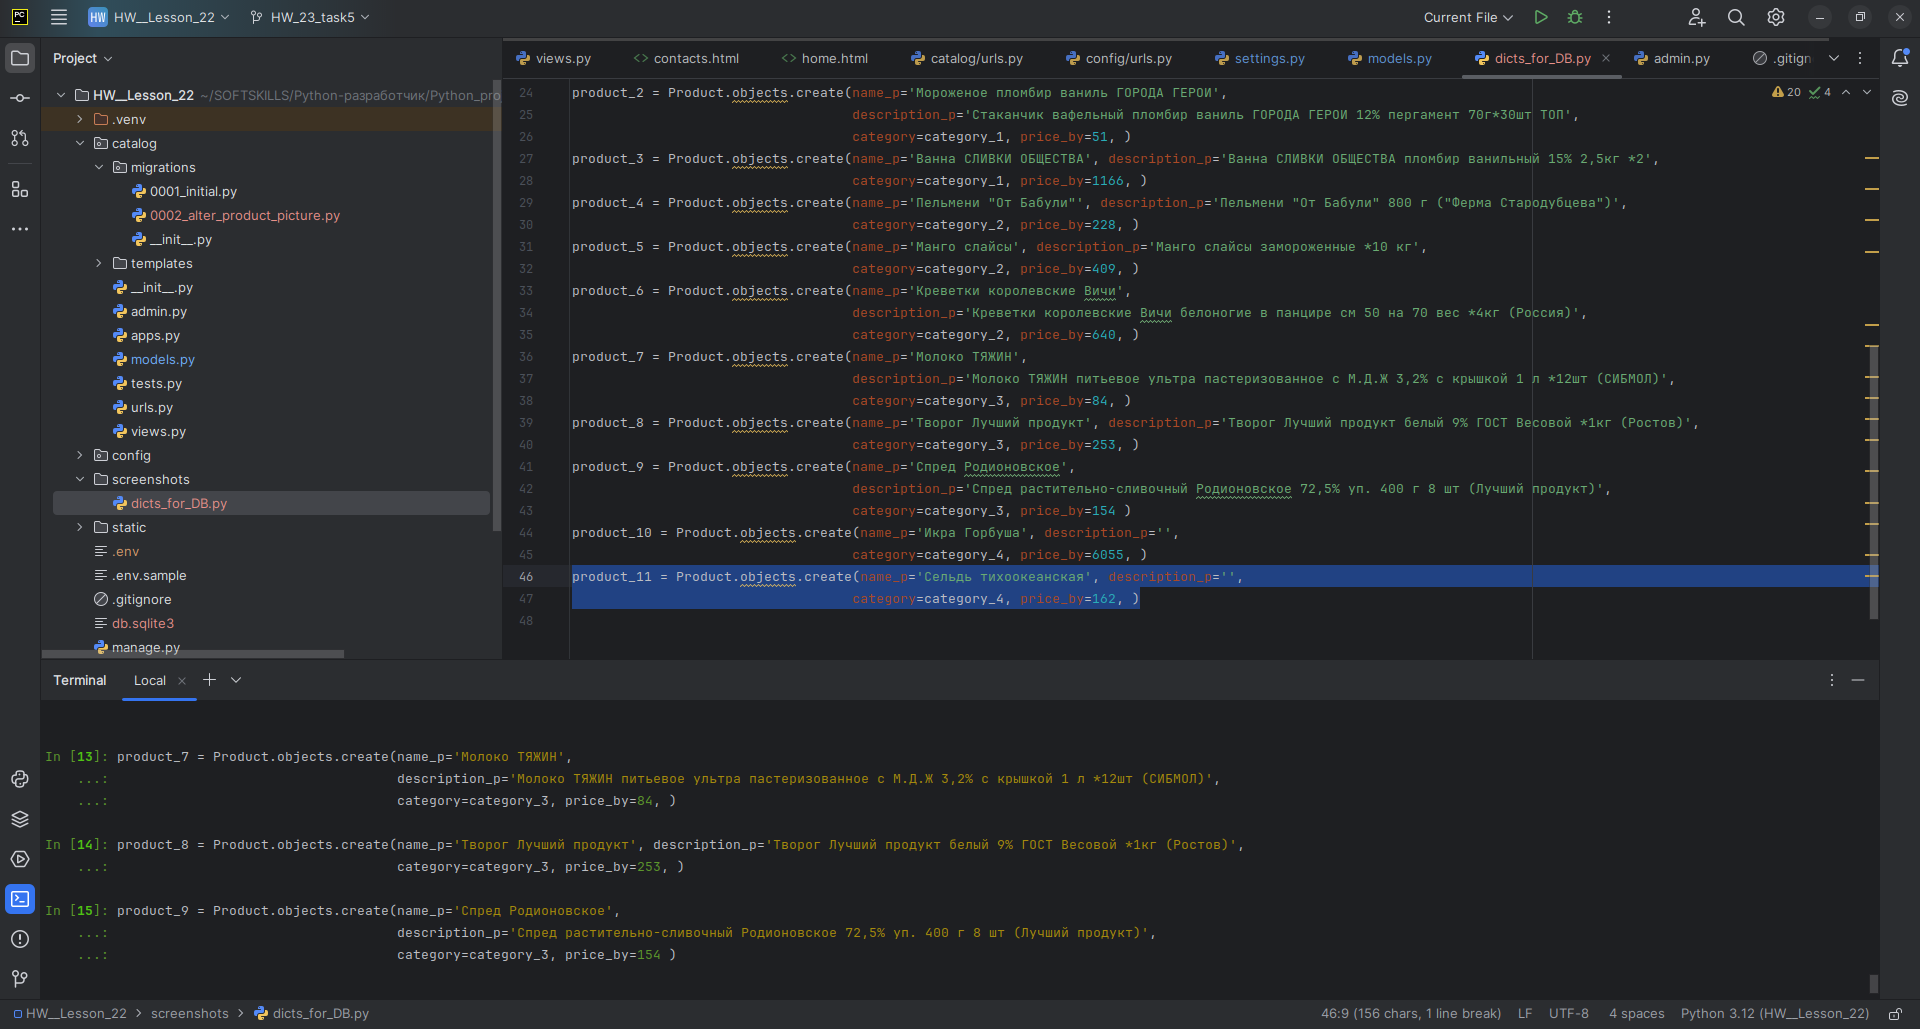 PC HW HW__Lesson_22 HW_23_task5 Current File
Project
views.py contacts.html home.html catalog/urls.py config/urls.py settings.py models.py dicts_for_DB.py admin.py .gitign
HW__Lesson_22 ~/SOFTSKILLS/Python-разработчик/Python_pro
.venv
catalog
migrations
0001_initial.py
0002_alter_product_picture.py
__init__.py
templates
__init__.py
admin.py
apps.py
models.py
tests.py
urls.py
views.py
config
screenshots
dicts_for_DB.py
static
.env
.env.sample
.gitignore
db.sqlite3
manage.py
20 4
24 product_2 = Product.objects.create(name_p='Мороженое пломбир ваниль ГОРОДА ГЕРОИ',
25 description_p='Стаканчик вафельный пломбир ваниль ГОРОДА ГЕРОИ 12% пергамент 70г*30шт ТОП',
26 category=category_1, price_by=51, )
27 product_3 = Product.objects.create(name_p='Ванна СЛИВКИ ОБЩЕСТВА', description_p='Ванна СЛИВКИ ОБЩЕСТВА пломбир ванильный 15% 2,5кг *2',
28 category=category_1, price_by=1166, )
29 product_4 = Product.objects.create(name_p='Пельмени "От Бабули"', description_p='Пельмени "От Бабули" 800 г ("Ферма Стародубцева")',
30 category=category_2, price_by=228, )
31 product_5 = Product.objects.create(name_p='Манго слайсы', description_p='Манго слайсы замороженные *10 кг',
32 category=category_2, price_by=409, )
33 product_6 = Product.objects.create(name_p='Креветки королевские Вичи',
34 description_p='Креветки королевские Вичи белоногие в панцире см 50 на 70 вес *4кг (Россия)',
35 category=category_2, price_by=640, )
36 product_7 = Product.objects.create(name_p='Молоко ТЯЖИН',
37 description_p='Молоко ТЯЖИН питьевое ультра пастеризованное с М.Д.Ж 3,2% с крышкой 1 л *12шт (СИБМОЛ)',
38 category=category_3, price_by=84, )
39 product_8 = Product.objects.create(name_p='Творог Лучший продукт', description_p='Творог Лучший продукт белый 9% ГОСТ Весовой *1кг (Ростов)',
40 category=category_3, price_by=253, )
41 product_9 = Product.objects.create(name_p='Спред Родионовское',
42 description_p='Спред растительно-сливочный Родионовское 72,5% уп. 400 г 8 шт (Лучший продукт)',
43 category=category_3, price_by=154 )
44 product_10 = Product.objects.create(name_p='Икра Горбуша', description_p='',
45 category=category_4, price_by=6055, )
46 product_11 = Product.objects.create(name_p='Сельдь тихоокеанская', description_p='',
47 category=category_4, price_by=162, )
48
Terminal Local
In [13]: product_7 = Product.objects.create(name_p='Молоко ТЯЖИН',
...: description_p='Молоко ТЯЖИН питьевое ультра пастеризованное с М.Д.Ж 3,2% с крышкой 1 л *12шт (СИБМОЛ)',
...: category=category_3, price_by=84, )
In [14]: product_8 = Product.objects.create(name_p='Творог Лучший продукт', description_p='Творог Лучший продукт белый 9% ГОСТ Весовой *1кг (Ростов)',
...: category=category_3, price_by=253, )
In [15]: product_9 = Product.objects.create(name_p='Спред Родионовское',
...: description_p='Спред растительно-сливочный Родионовское 72,5% уп. 400 г 8 шт (Лучший продукт)',
...: category=category_3, price_by=154 )
HW__Lesson_22 > screenshots > dicts_for_DB.py 46:9 (156 chars, 1 line break) LF UTF-8 4 spaces Python 3.12 (HW__Lesson_22)